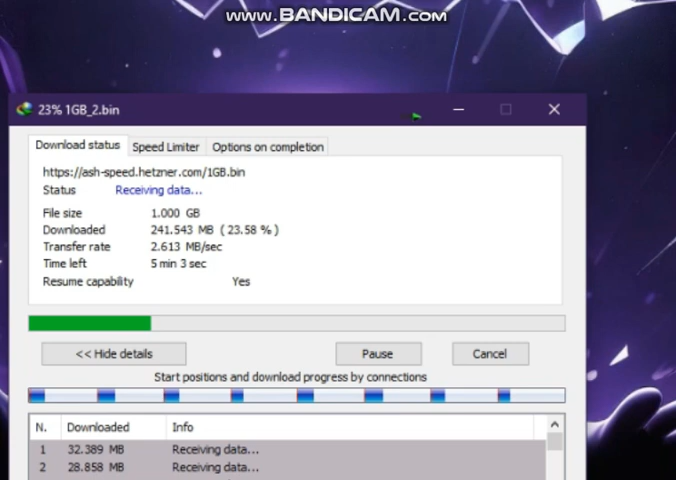 www.BANDICAM.com
23% 1GB_2.bin
Download status Speed Limiter Options on completion
https://ash-speed.hetzner.com/1GB.bin
Status Receiving data...
File size 1.000 GB
Downloaded 241.543 MB ( 23.58 % )
Transfer rate 2.613 MB/sec
Time left 5 min 3 sec
Resume capability Yes
<< Hide details Pause Cancel
Start positions and download progress by connections
N. Downloaded Info
1 32.389 MB Receiving data...
2 28.858 MB Receiving data...